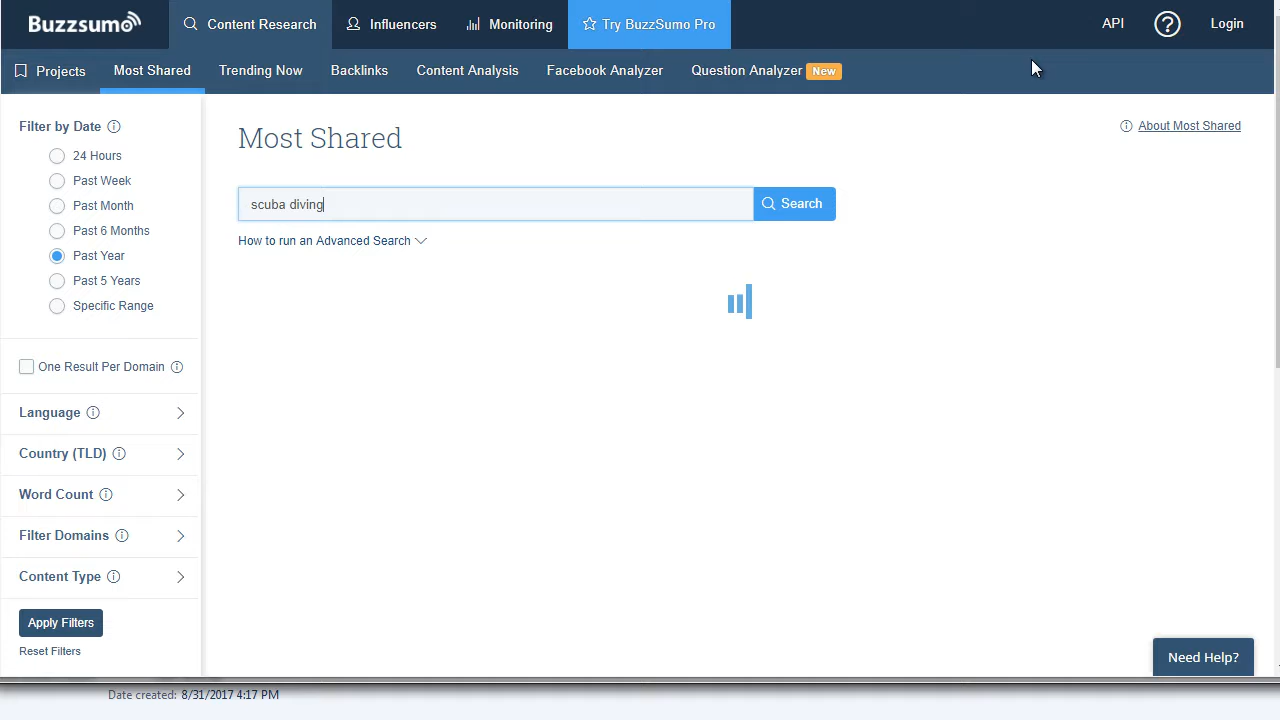 Buzzsumo
Content Research
Influencers
Monitoring
Try BuzzSumo Pro
API
?
Login
Projects
Most Shared
Trending Now
Backlinks
Content Analysis
Facebook Analyzer
Question Analyzer New
Filter by Date
24 Hours
Past Week
Past Month
Past 6 Months
Past Year
Past 5 Years
Specific Range
One Result Per Domain
Language
Country (TLD)
Word Count
Filter Domains
Content Type
Apply Filters
Reset Filters
Most Shared
About Most Shared
scuba diving
Search
How to run an Advanced Search
Need Help?
Date created: 8/31/2017 4:17 PM